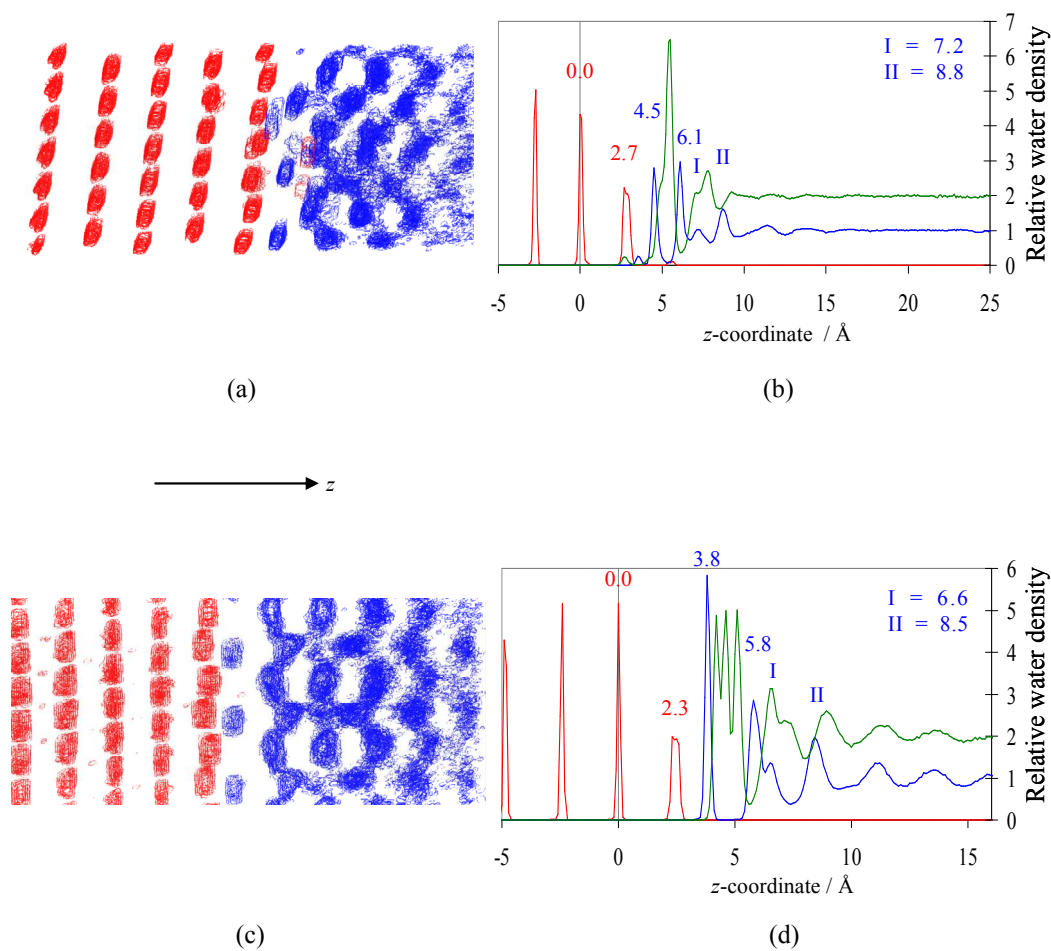 7
I = 7.2
II = 8.8
6
0.0
5
4.5
4
6.1
3
2.7
I
II
2
1
0
Relative water density
-5
0
5
10
15
20
25
z-coordinate / Å
(a)
(b)
z
3.8
6
0.0
I = 6.6
II = 8.5
5
5.8
4
I
3
2.3
II
2
1
0
Relative water density
-5
0
5
10
15
z-coordinate / Å
(c)
(d)